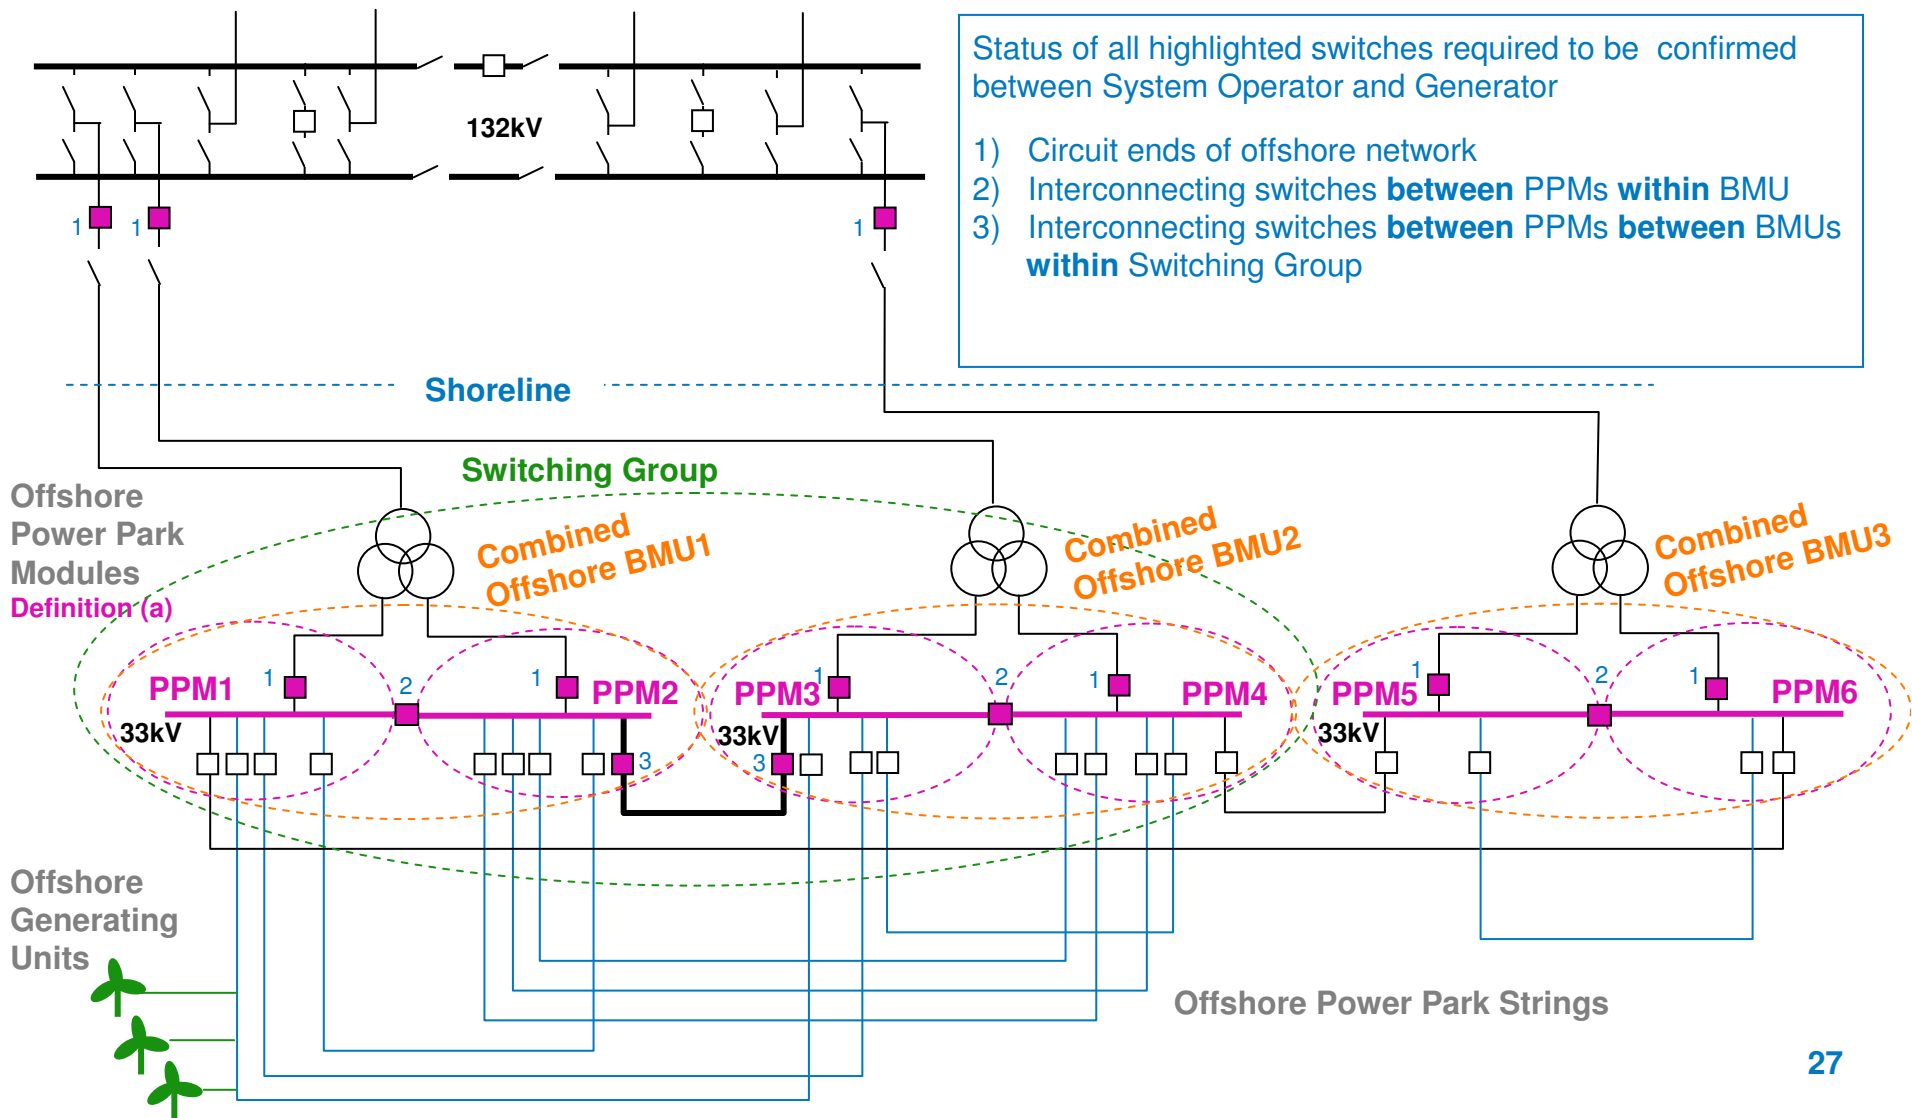 Status of all highlighted switches required to be confirmed
between System Operator and Generator
1) Circuit ends of offshore network
2) Interconnecting switches between PPMs within BMU
3) Interconnecting switches between PPMs between BMUs
within Switching Group
132kV
1
1
1
Shoreline
Switching Group
Offshore
Power Park
Modules
Definition (a)
Combined
Offshore BMU1
Combined
Offshore BMU2
Combined
Offshore BMU3
PPM1
1
2
1
PPM2
PPM3
1
2
1
PPM4
PPM5
1
2
1
PPM6
33kV
33kV
33kV
3
3
Offshore
Generating
Units
Offshore Power Park Strings
27